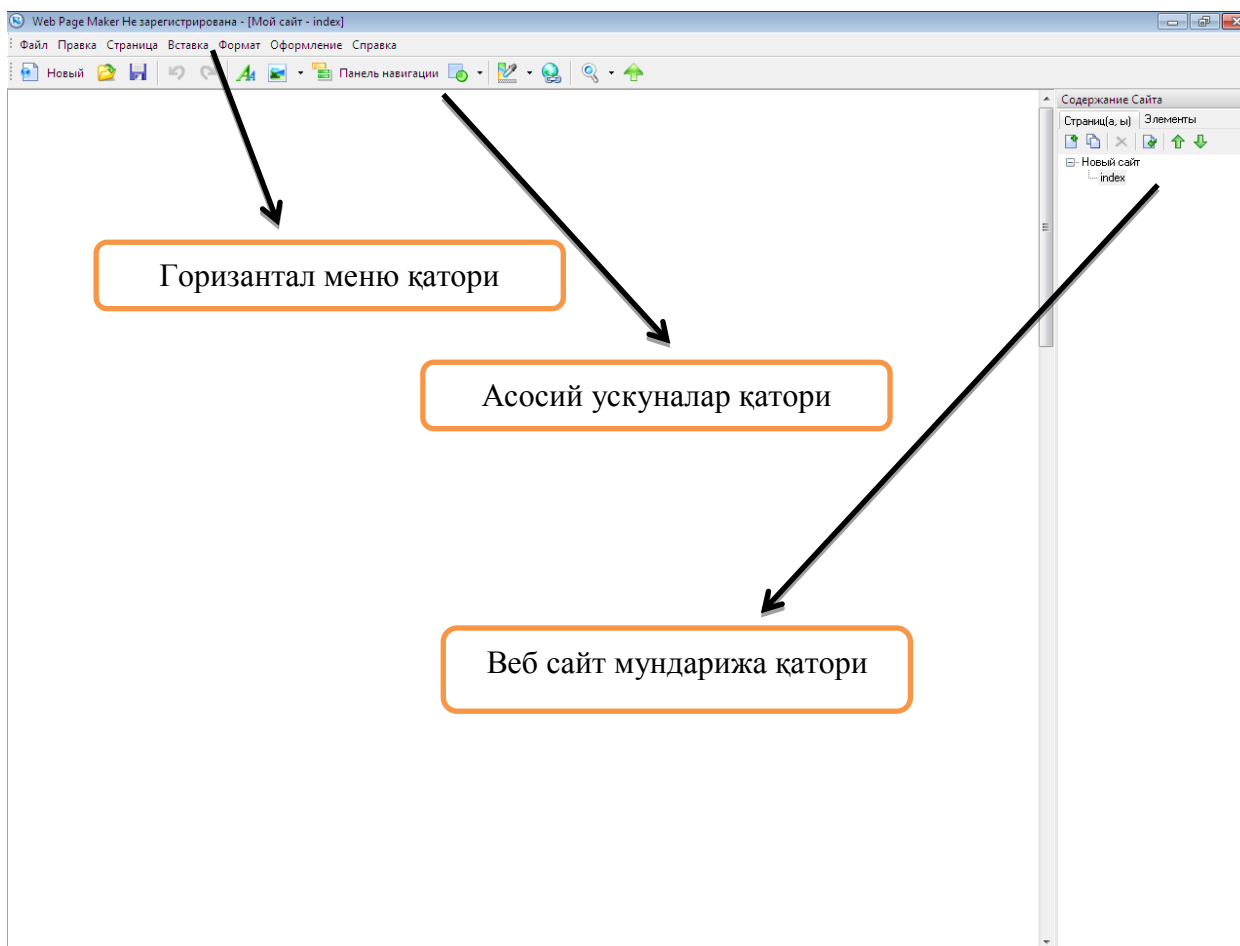 Web Page Maker Не зарегистрирована - [Мой сайт - index]
Файл Правка Страница Вставка Формат Оформление Справка
Новый Панель навигации
Содержание Сайта
Страниц(а, ы) Элементы
Новый сайт
index
Горизантал меню қатори
Асосий ускуналар қатори
Веб сайт мундарижа қатори